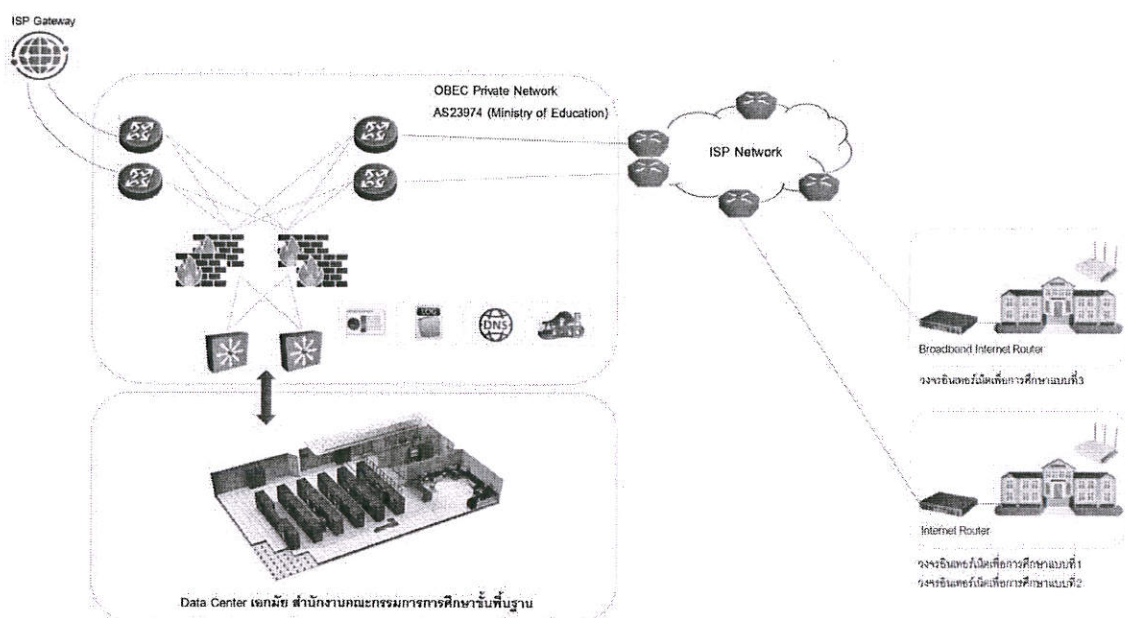 ISP Gateway
OBEC Private Network
AS23974 (Ministry of Education)
ISP Network
LOG
DNS
Broadband Internet Router
วงจรอินเทอร์เน็ตเพื่อการศึกษาแบบที่3
Internet Router
วงจรอินเทอร์เน็ตเพื่อการศึกษาแบบที่1
วงจรอินเทอร์เน็ตเพื่อการศึกษาแบบที่2
Data Center เอกมัย สำนักงานคณะกรรมการการศึกษาขั้นพื้นฐาน